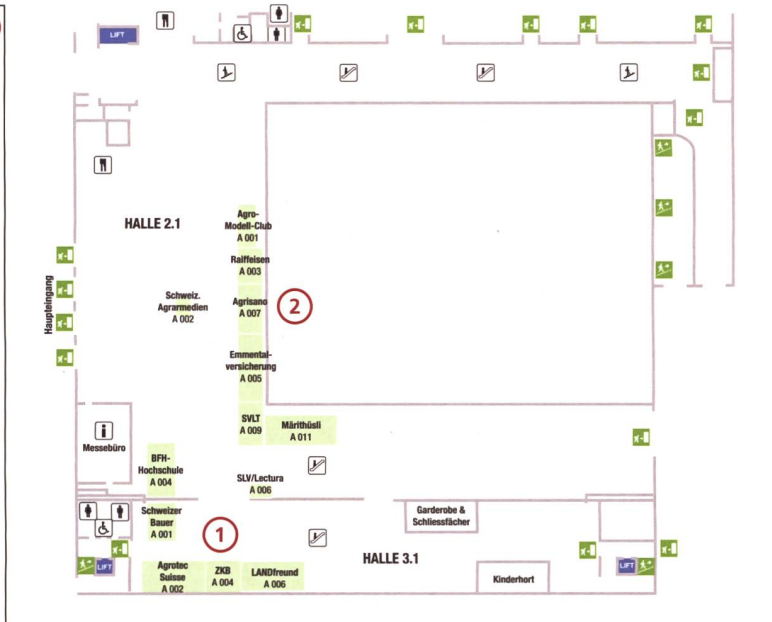 LIFT
HALLE 2.1
Agro-
Modell-Club
A 001
Raiffeisen
A 003
Haupteingang
Schweiz.
Agrarmedien
A 002
Agrisano
A 007
2
Emmental-
versicherung
A 005
SVLT
A 009
Märithüsli
A 011
i
Messebüro
BFH-
Hochschule
A 004
SLV/Lectura
A 006
Schweizer
Bauer
A 001
1
Garderobe &
Schliessfächer
HALLE 3.1
LIFT
Agrotec
Suisse
A 002
ZKB
A 004
LANDfreund
A 006
Kinderhort
LIFT